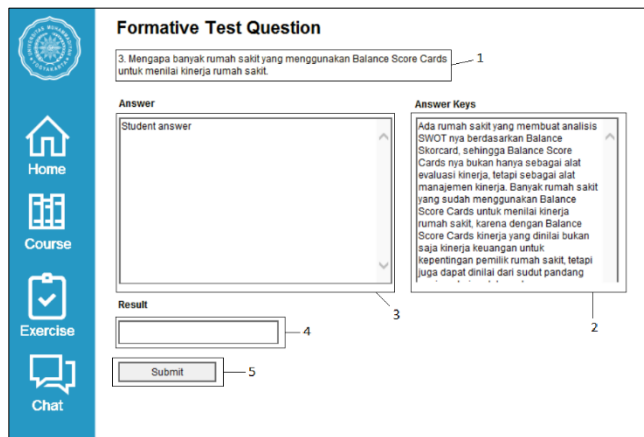 Formative Test Question
3. Mengapa banyak rumah sakit yang menggunakan Balance Score Cards
untuk menilai kinerja rumah sakit.
1
Answer
Student answer
3
Answer Keys
Ada rumah sakit yang membuat analisis
SWOT nya berdasarkan Balance
Skorcard, sehingga Balance Score
Cards nya bukan hanya sebagai alat
evaluasi kinerja, tetapi sebagai alat
manajemen kinerja. Banyak rumah sakit
yang sudah menggunakan Balance
Score Cards untuk menilai kinerja
rumah sakit, karena dengan Balance
Score Cards kinerja yang dinilai bukan
saja kinerja keuangan untuk
kepentingan pemilik rumah sakit, tetapi
juga dapat dinilai dari sudut pandang
2
Result
4
Submit
5
Home
Course
Exercise
Chat